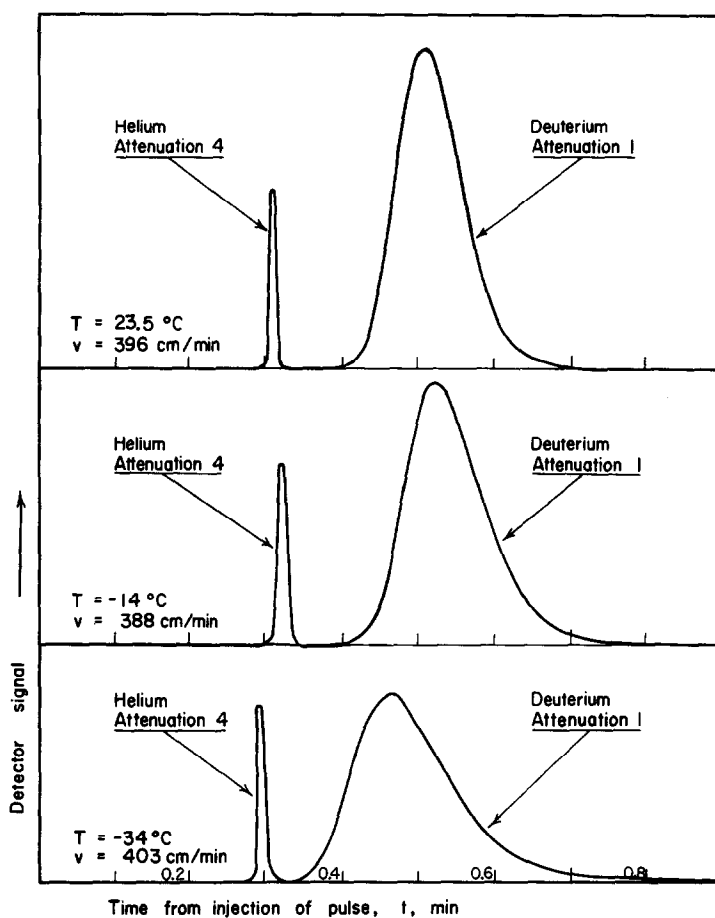 Helium
Attenuation 4
Deuterium
Attenuation 1
T = 23.5 °C
v = 396 cm/min
Helium
Attenuation 4
Deuterium
Attenuation 1
T = -14 °C
v = 388 cm/min
Helium
Attenuation 4
Deuterium
Attenuation 1
T = -34 °C
v = 403 cm/min
Detector signal
0.2
0.4
0.6
0.8
Time from injection of pulse, t, min